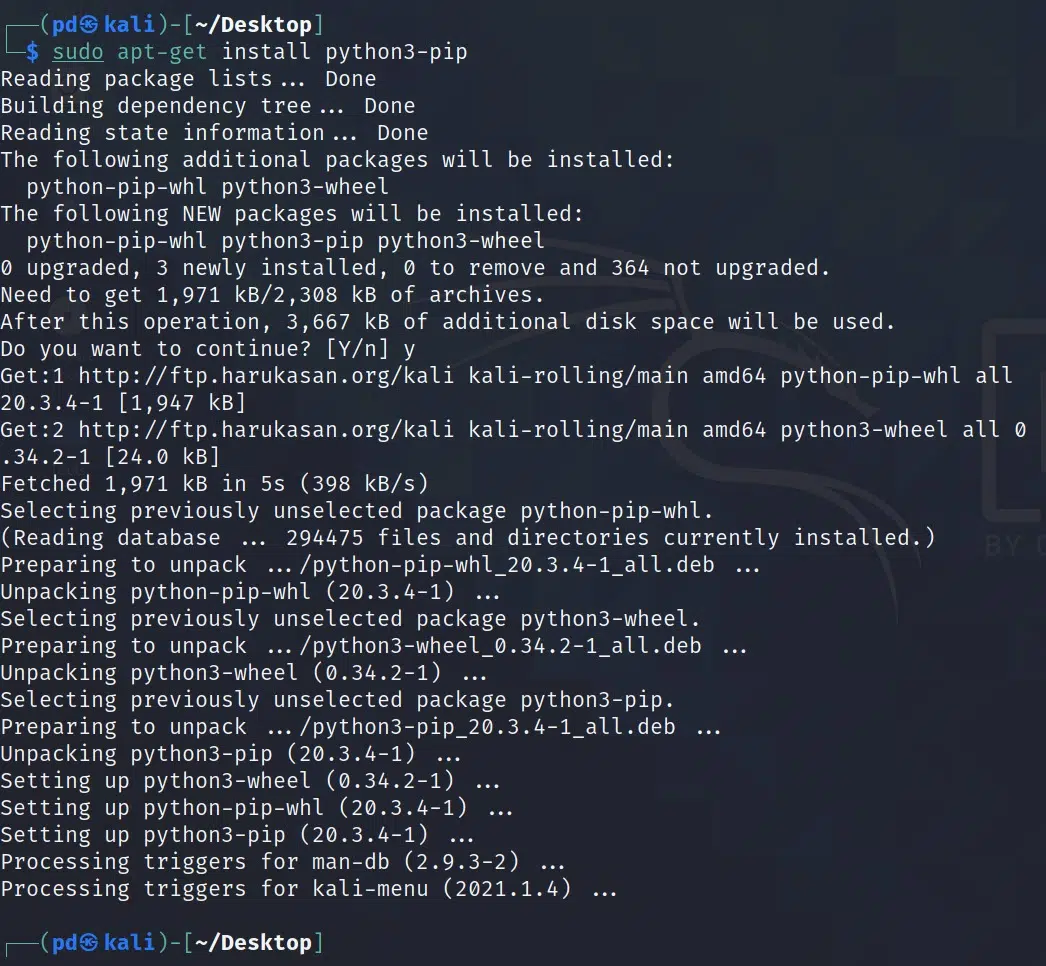 ┌──(pd㉿kali)-[~/Desktop]
└─$ sudo apt-get install python3-pip
Reading package lists... Done
Building dependency tree... Done
Reading state information... Done
The following additional packages will be installed:
  python-pip-whl python3-wheel
The following NEW packages will be installed:
  python-pip-whl python3-pip python3-wheel
0 upgraded, 3 newly installed, 0 to remove and 364 not upgraded.
Need to get 1,971 kB/2,308 kB of archives.
After this operation, 3,667 kB of additional disk space will be used.
Do you want to continue? [Y/n] y
Get:1 http://ftp.harukasan.org/kali kali-rolling/main amd64 python-pip-whl all
20.3.4-1 [1,947 kB]
Get:2 http://ftp.harukasan.org/kali kali-rolling/main amd64 python3-wheel all 0
.34.2-1 [24.0 kB]
Fetched 1,971 kB in 5s (398 kB/s)
Selecting previously unselected package python-pip-whl.
(Reading database ... 294475 files and directories currently installed.)
Preparing to unpack .../python-pip-whl_20.3.4-1_all.deb ...
Unpacking python-pip-whl (20.3.4-1) ...
Selecting previously unselected package python3-wheel.
Preparing to unpack .../python3-wheel_0.34.2-1_all.deb ...
Unpacking python3-wheel (0.34.2-1) ...
Selecting previously unselected package python3-pip.
Preparing to unpack .../python3-pip_20.3.4-1_all.deb ...
Unpacking python3-pip (20.3.4-1) ...
Setting up python3-wheel (0.34.2-1) ...
Setting up python-pip-whl (20.3.4-1) ...
Setting up python3-pip (20.3.4-1) ...
Processing triggers for man-db (2.9.3-2) ...
Processing triggers for kali-menu (2021.1.4) ...
┌──(pd㉿kali)-[~/Desktop]
BY